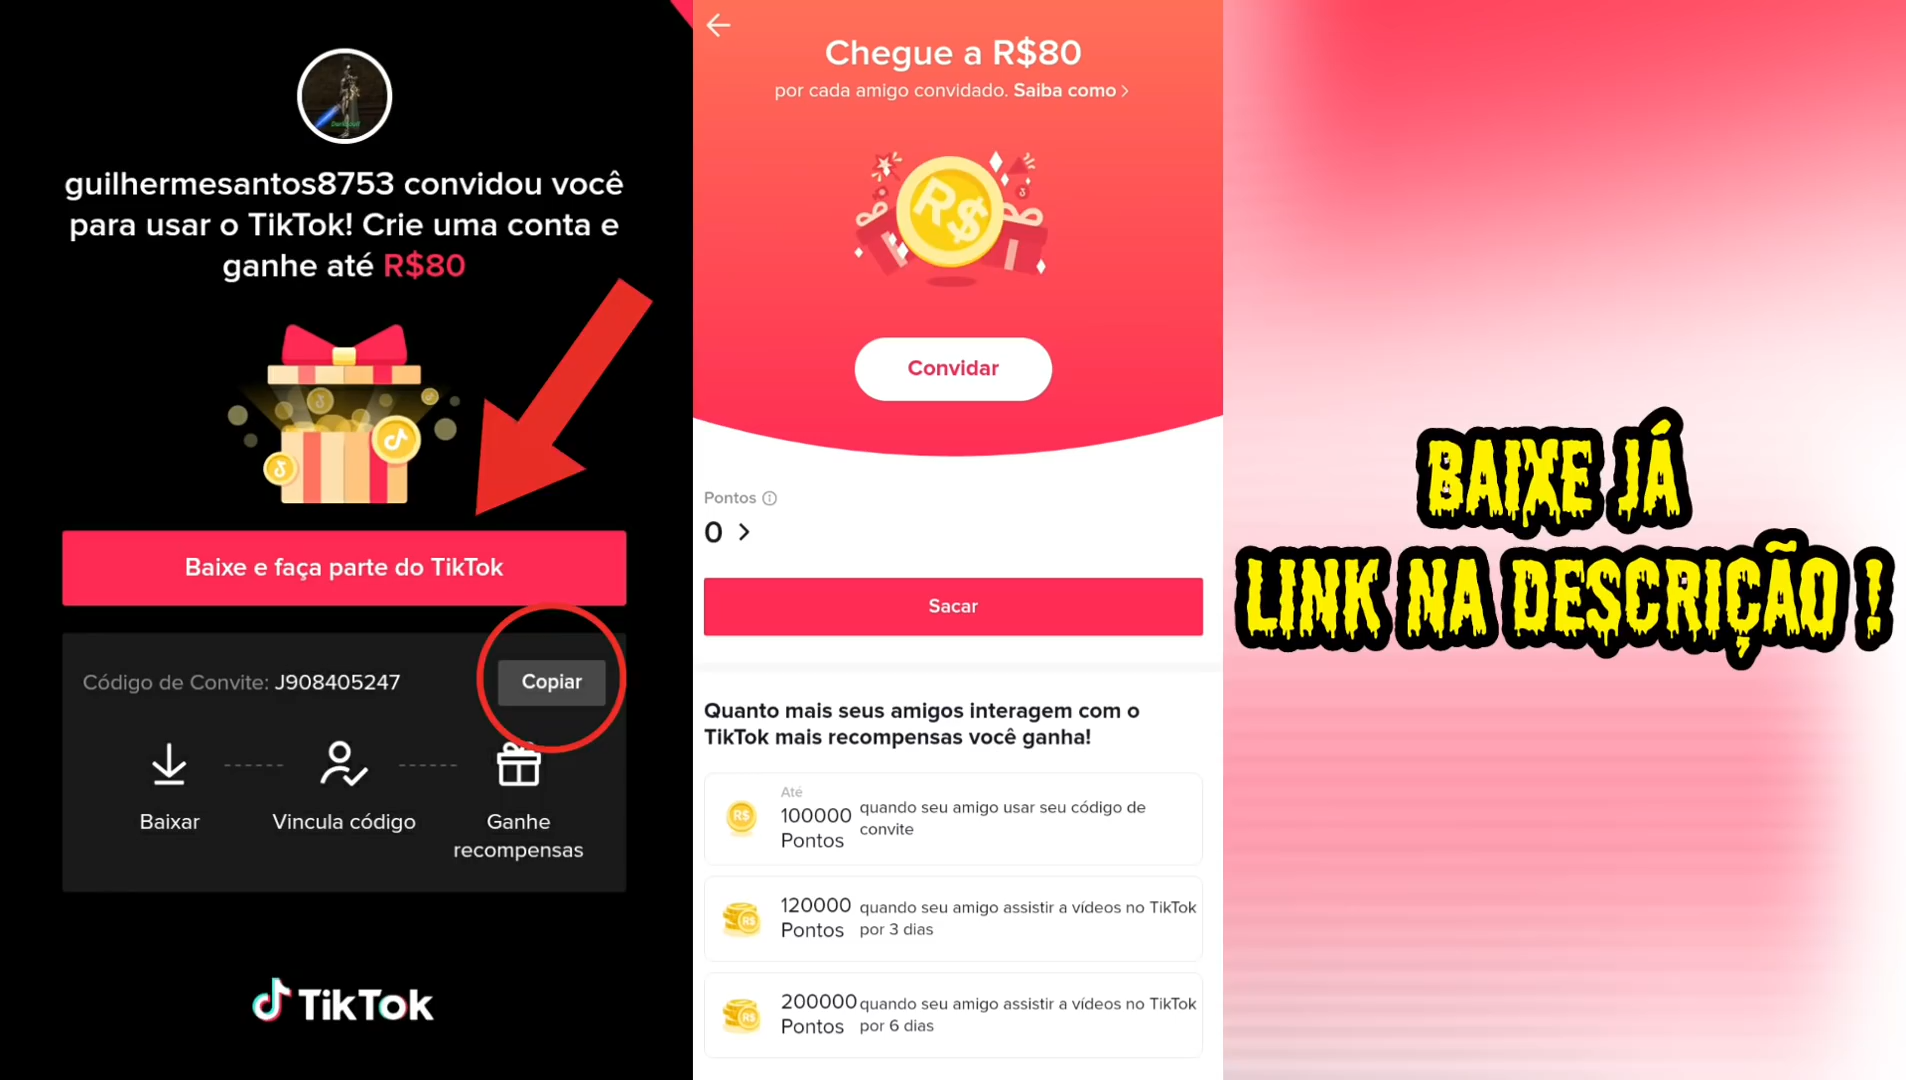 guilhermesantos8753 convidou você
para usar o TikTok! Crie uma conta e
ganhe até R$80
Baixe e faça parte do TikTok
Código de Convite: J908405247
Copiar
Baixar
Vincula código
Ganhe
recompensas
TikTok
Chegue a R$80
por cada amigo convidado. Saiba como >
R$
Convidar
Pontos
0 >
Sacar
Quanto mais seus amigos interagem com o
TikTok mais recompensas você ganha!
R$
Até
100000
Pontos
quando seu amigo usar seu código de
convite
R$
120000
Pontos
quando seu amigo assistir a vídeos no TikTok
por 3 dias
R$
200000
Pontos
quando seu amigo assistir a vídeos no TikTok
por 6 dias
BAIXE JÁ
LINK NA DESCRIÇÃO !